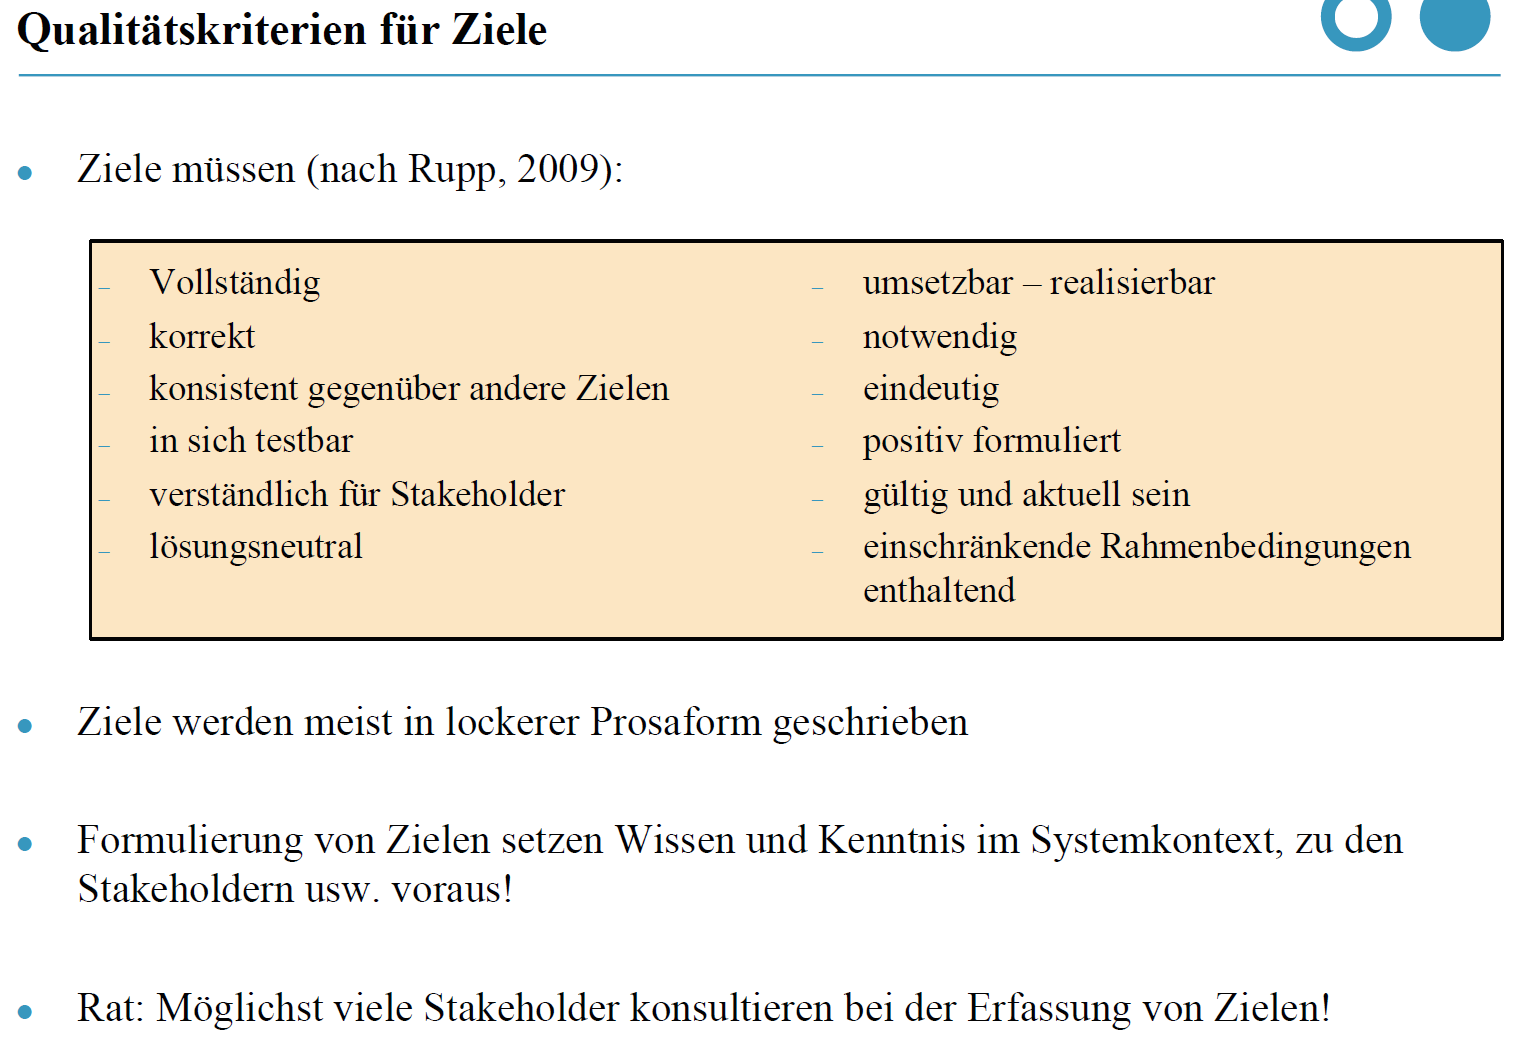 Qualitätskriterien für Ziele
Ziele müssen (nach Rupp, 2009):
Vollständig
korrekt
konsistent gegenüber andere Zielen
in sich testbar
verständlich für Stakeholder
lösungsneutral
umsetzbar – realisierbar
notwendig
eindeutig
positiv formuliert
gültig und aktuell sein
einschränkende Rahmenbedingungen
enthaltend
Ziele werden meist in lockerer Prosaform geschrieben
Formulierung von Zielen setzen Wissen und Kenntnis im Systemkontext, zu den
Stakeholdern usw. voraus!
Rat: Möglichst viele Stakeholder konsultieren bei der Erfassung von Zielen!